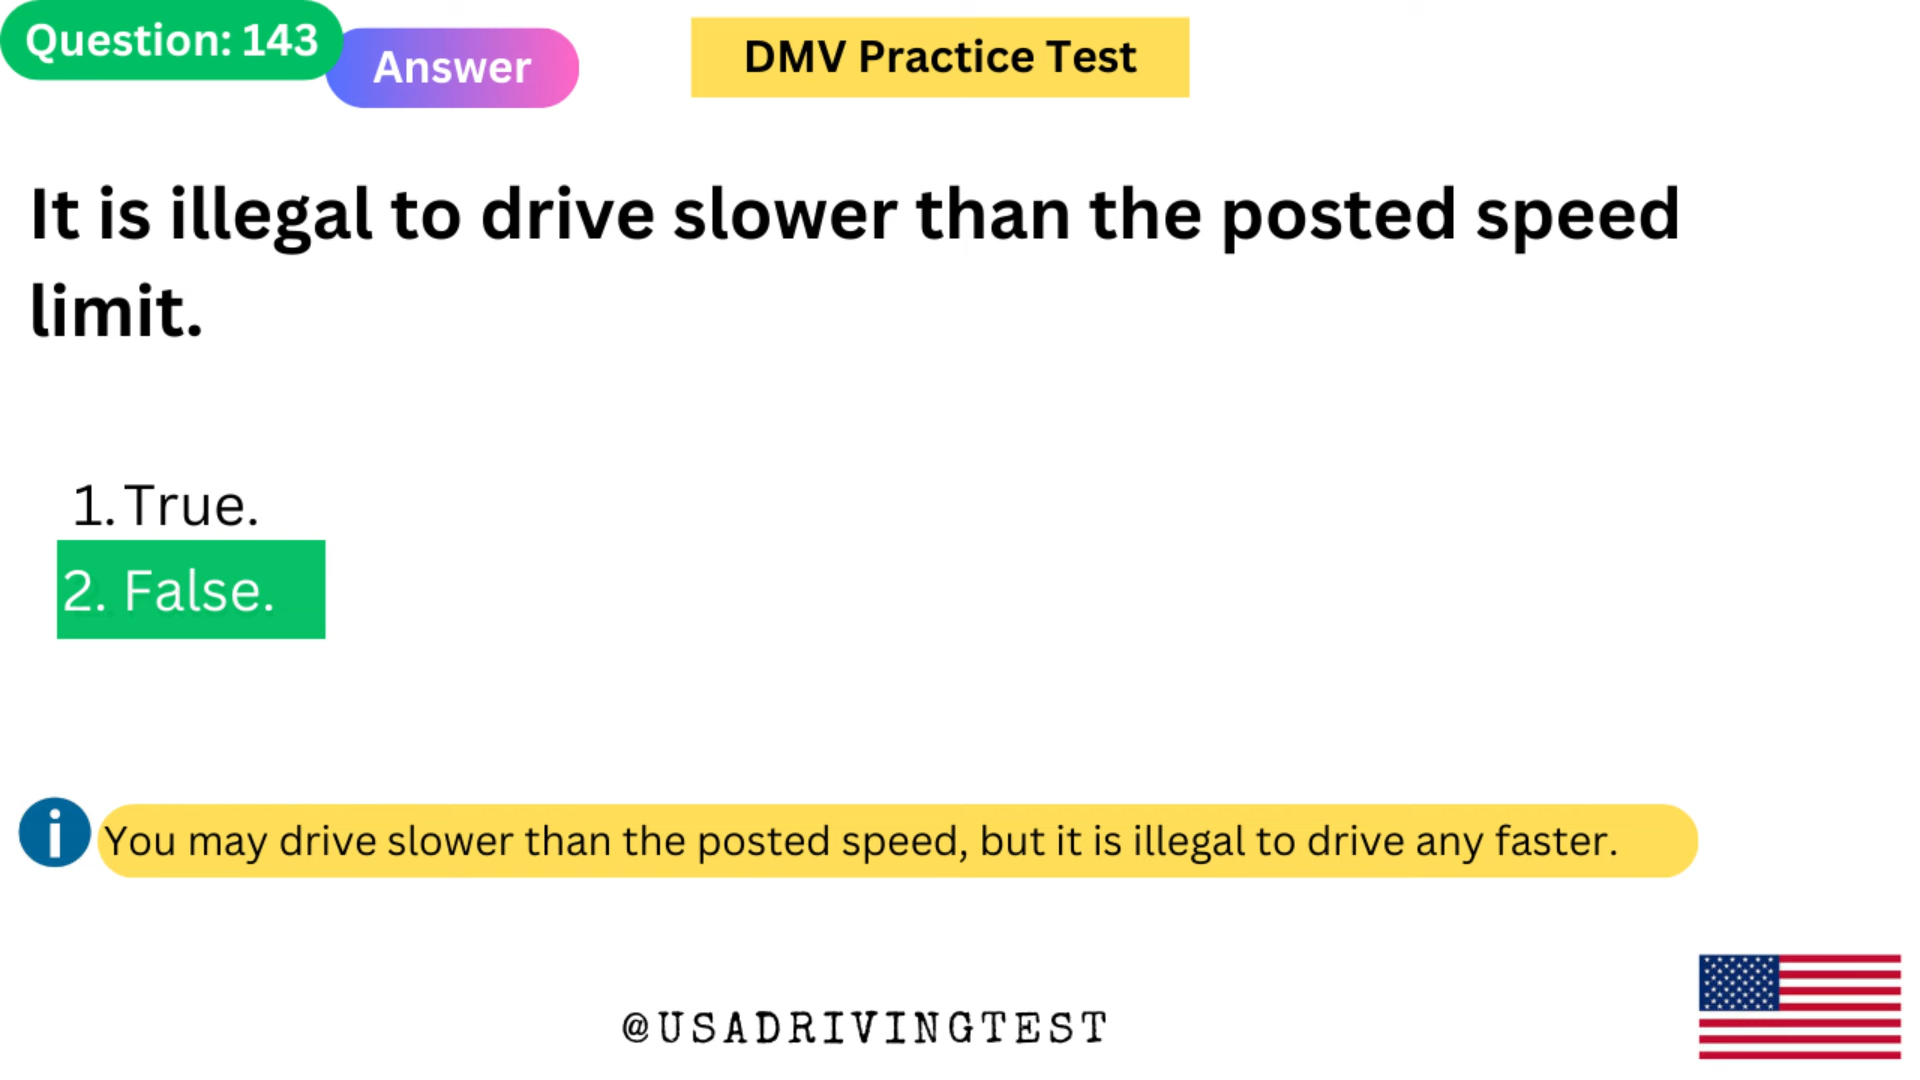 Question: 143
Answer
DMV Practice Test
It is illegal to drive slower than the posted speed
limit.
1. True.
2. False.
i
You may drive slower than the posted speed, but it is illegal to drive any faster.
@USADRIVINGTEST